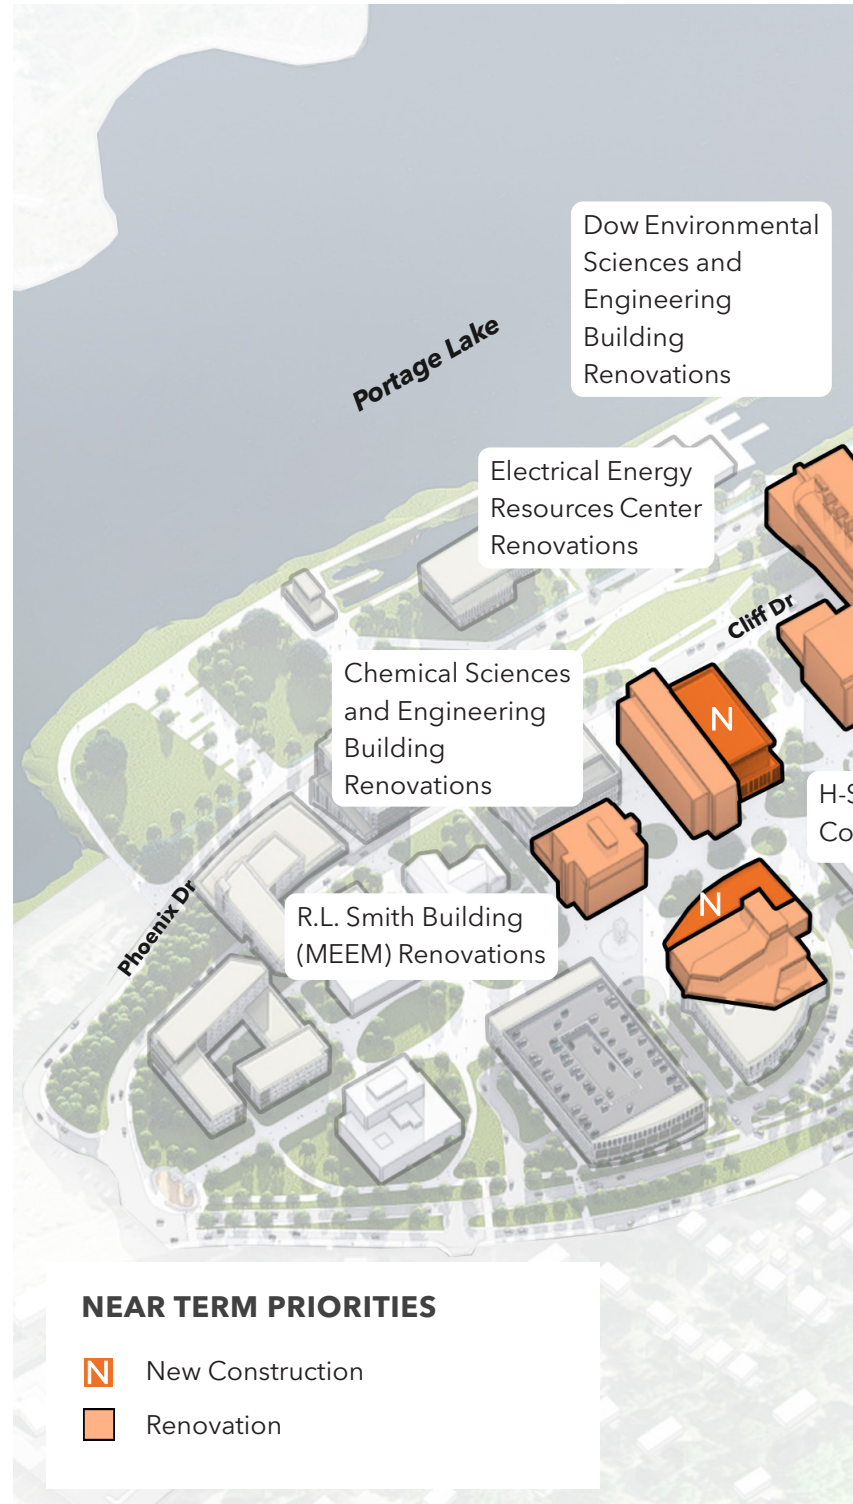 Dow Environmental
Sciences and
Engineering
Building
Renovations
Portage Lake
Electrical Energy
Resources Center
Renovations
Cliff Dr
Chemical Sciences
and Engineering
Building
Renovations
N
H-S
Co
N
Phoenix Dr
R.L. Smith Building
(MEEM) Renovations
NEAR TERM PRIORITIES
N New Construction
Renovation